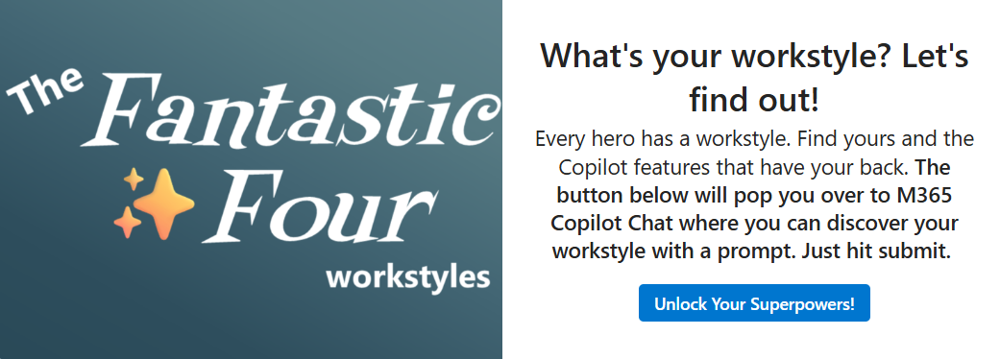 The
Fantastic
Four
workstyles
What's your workstyle? Let's
find out!
Every hero has a workstyle. Find yours and the
Copilot features that have your back. The
button below will pop you over to M365
Copilot Chat where you can discover your
workstyle with a prompt. Just hit submit.
Unlock Your Superpowers!